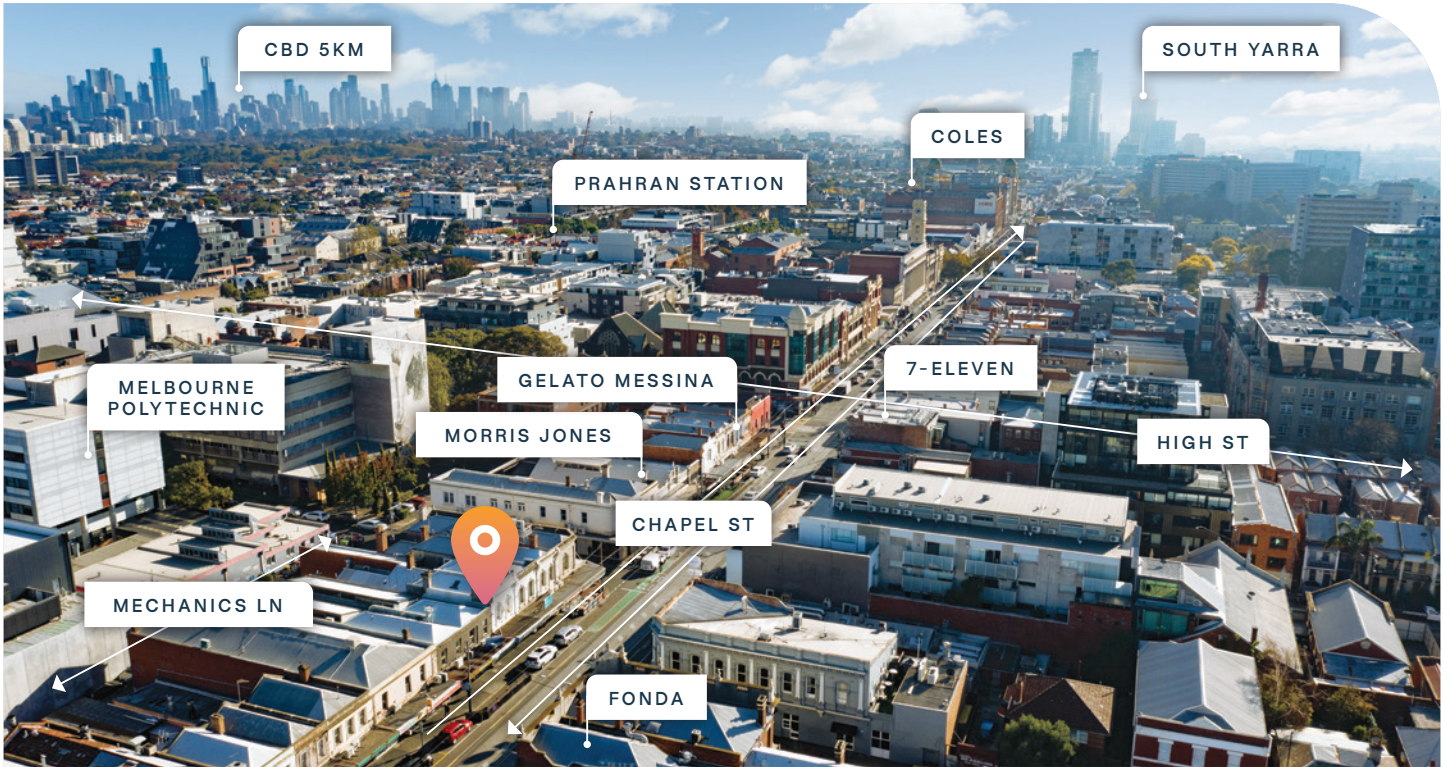 CBD 5KM
SOUTH YARRA
COLES
PRAHRAN STATION
7-ELEVEN
GELATO MESSINA
MELBOURNE
POLYTECHNIC
MORRIS JONES
HIGH ST
CHAPEL ST
MECHANICS LN
FONDA